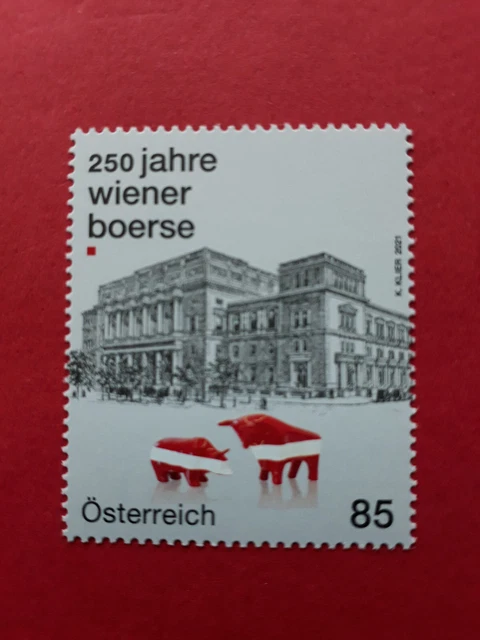 250 jahre
wiener
boerse
K. KLIER 2021
Österreich
85